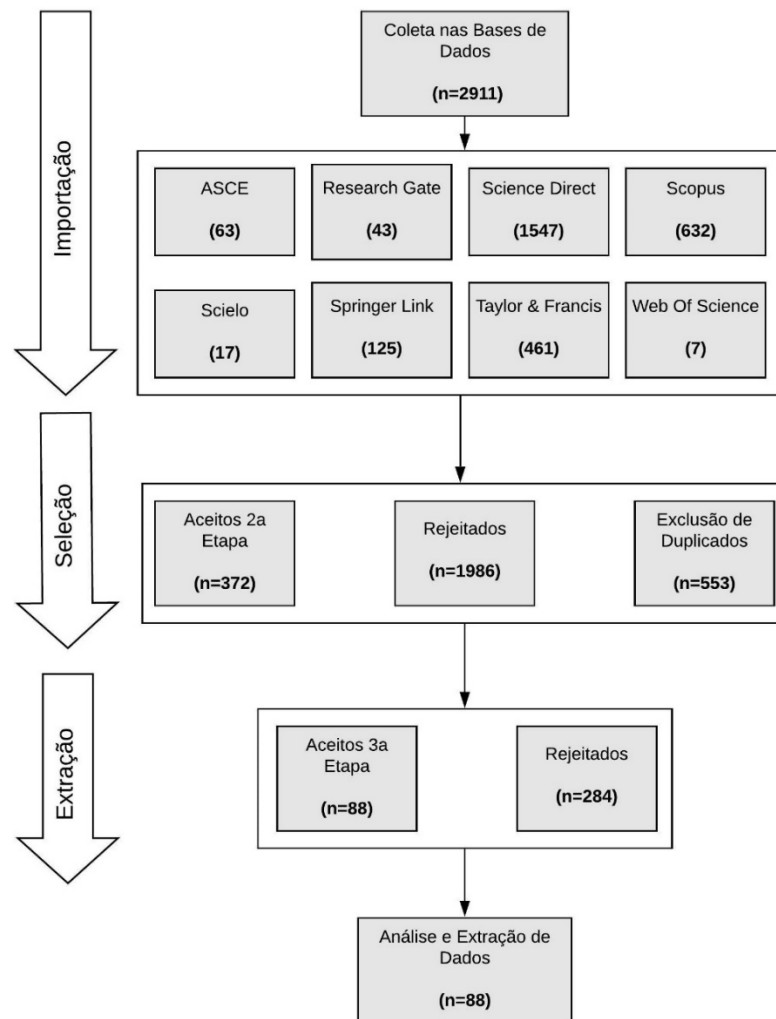 Coleta nas Bases de
Dados
(n=2911)
Importação
ASCE
(63)
Research Gate
(43)
Science Direct
(1547)
Scopus
(632)
Scielo
(17)
Springer Link
(125)
Taylor & Francis
(461)
Web Of Science
(7)
Seleção
Aceitos 2a
Etapa
(n=372)
Rejeitados
(n=1986)
Exclusão de
Duplicados
(n=553)
Extração
Aceitos 3a
Etapa
(n=88)
Rejeitados
(n=284)
Análise e Extração de
Dados
(n=88)